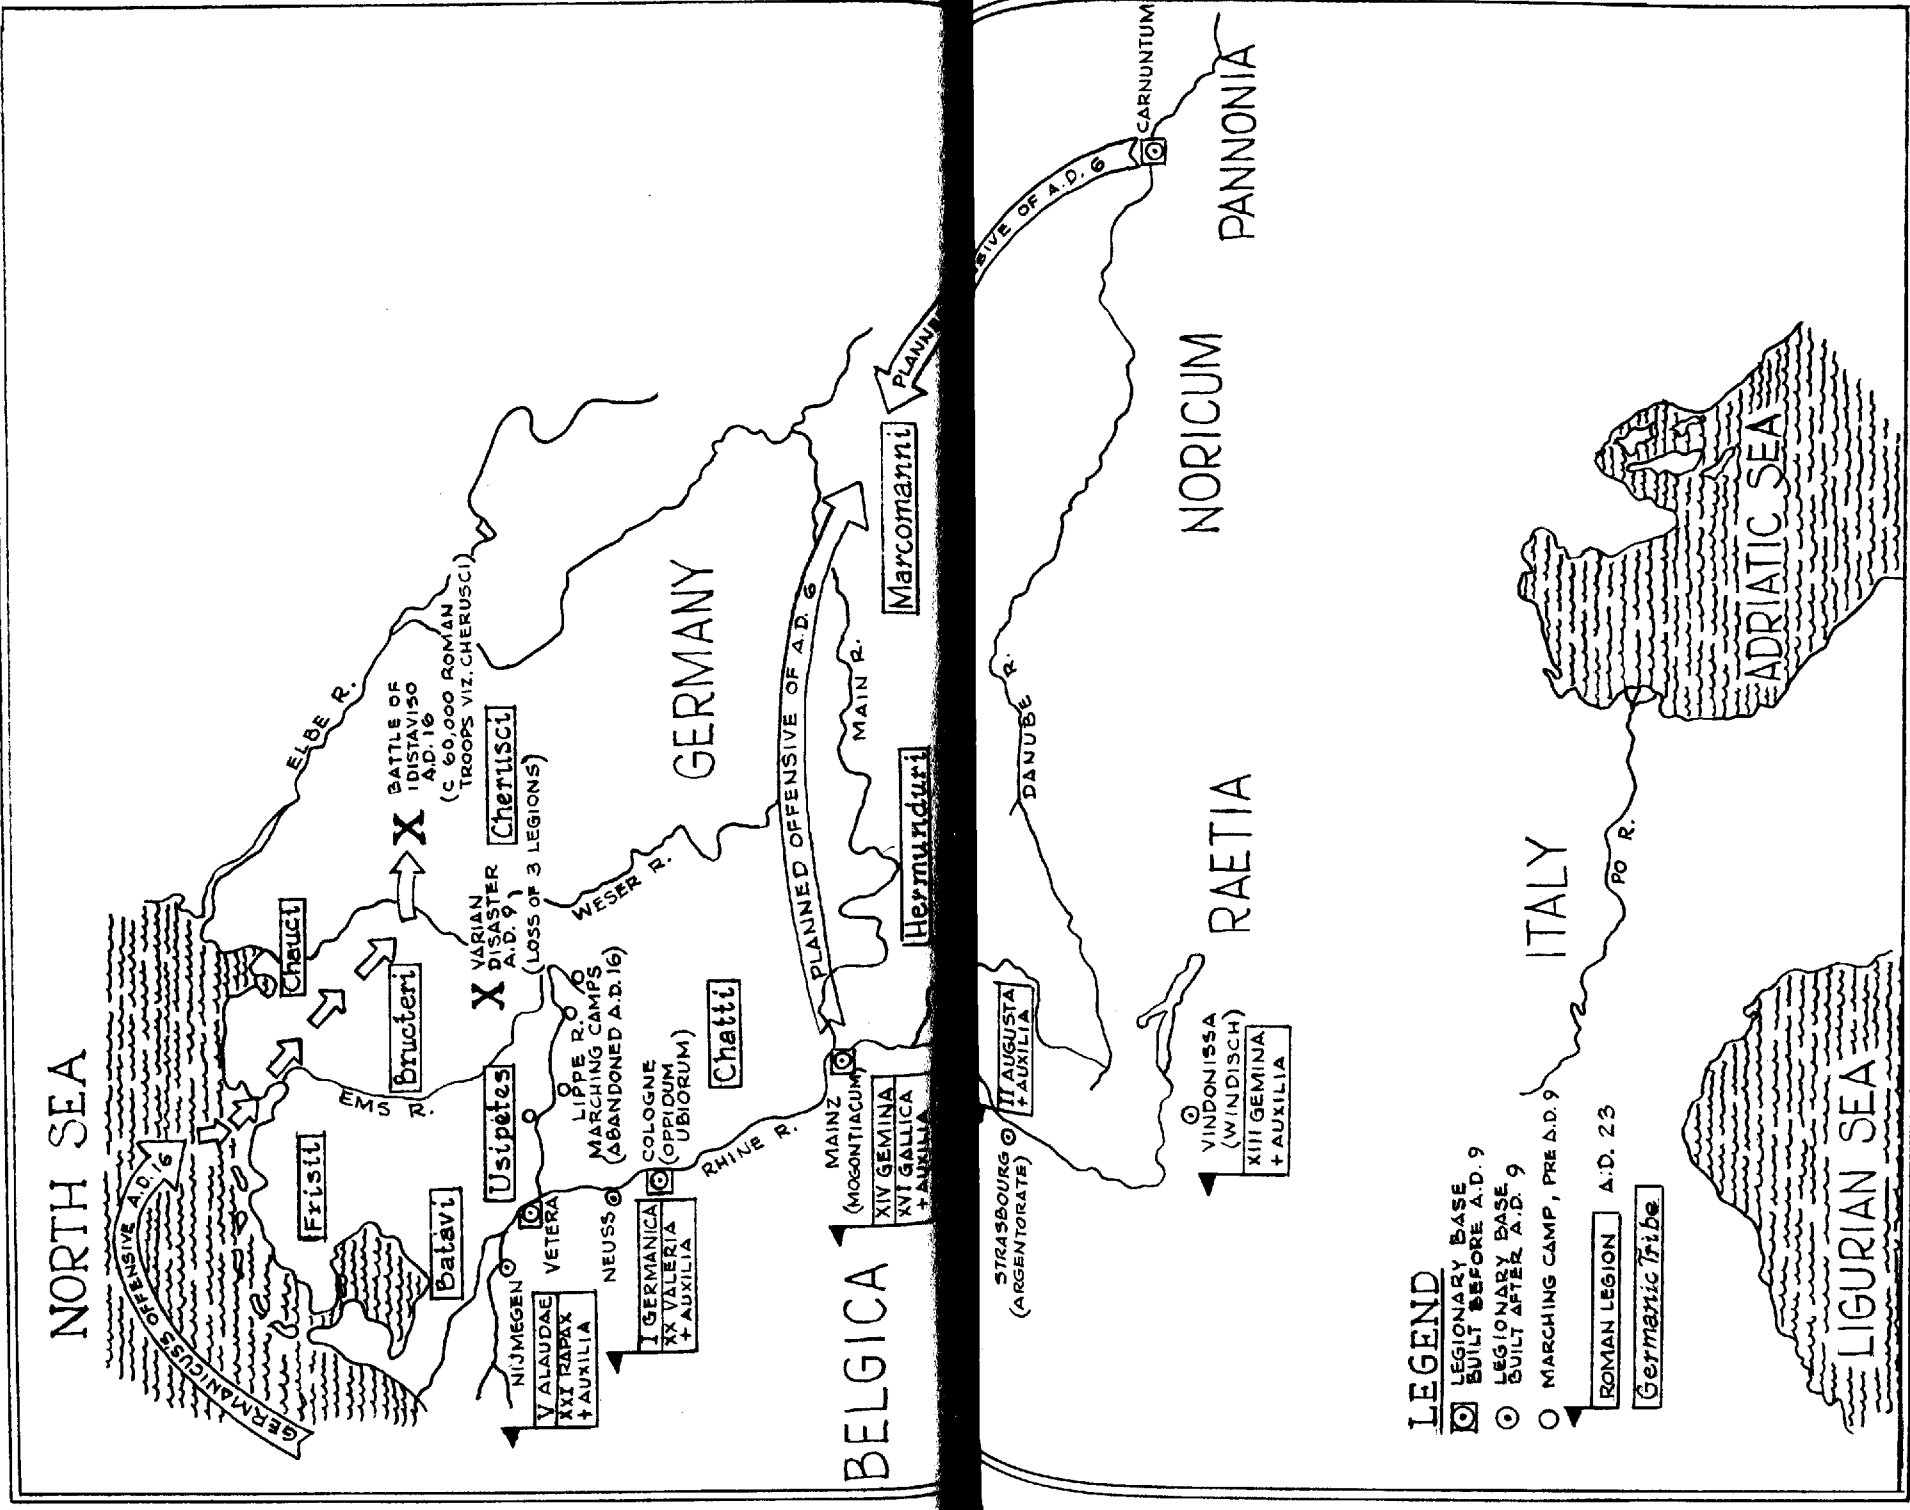 NORTH SEA
GERMANICUS'S OFFENSIVE A.D. 16
Chauci
Frisii
Bructeri
Batavi
Usipetes
EMS R.
ELBE R.
BATTLE OF
IDISTAVISO
A.D. 16
(C 60,000 ROMAN
TROOPS VIZ. CHERUSCI)
X
Cherusci
X
VARIAN
DISASTER
A.D. 9
(LOSS OF 3 LEGIONS)
WESER R.
LIPPE R.
MARCHING CAMPS
(ABANDONED A.D. 16)
NIJMEGEN
VETERA
V ALAUDAE
XXI RAPAX
+ AUXILIA
NEUSS
COLOGNE
(OPPIDUM
UBIORUM)
I GERMANICA
XX VALERIA
+ AUXILIA
Chatti
GERMANY
RHINE R.
PLANNED OFFENSIVE OF A.D. 6
MAIN R.
MAINZ
(MOGONTIACUM)
XIV GEMINA
XVI GALLICA
+ AUXILIA
BELGICA
Hermunduri
Marcomanni
PLANNE
SIVE OF A.D. 6
CARNUNTUM
PANNONIA
NORICUM
DANUBE R.
RAETIA
II AUGUSTA
+ AUXILIA
STRASBOURG
(ARGENTORATE)
VINDONISSA
(WINDISCH)
XIII GEMINA
+ AUXILIA
ITALY
PO R.
ADRIATIC SEA
LIGURIAN SEA
LEGEND
LEGIONARY BASE
BUILT BEFORE A.D. 9
LEGIONARY BASE
BUILT AFTER A.D. 9
MARCHING CAMP, PRE A.D. 9
ROMAN LEGION A.D. 23
Germanic Tribe